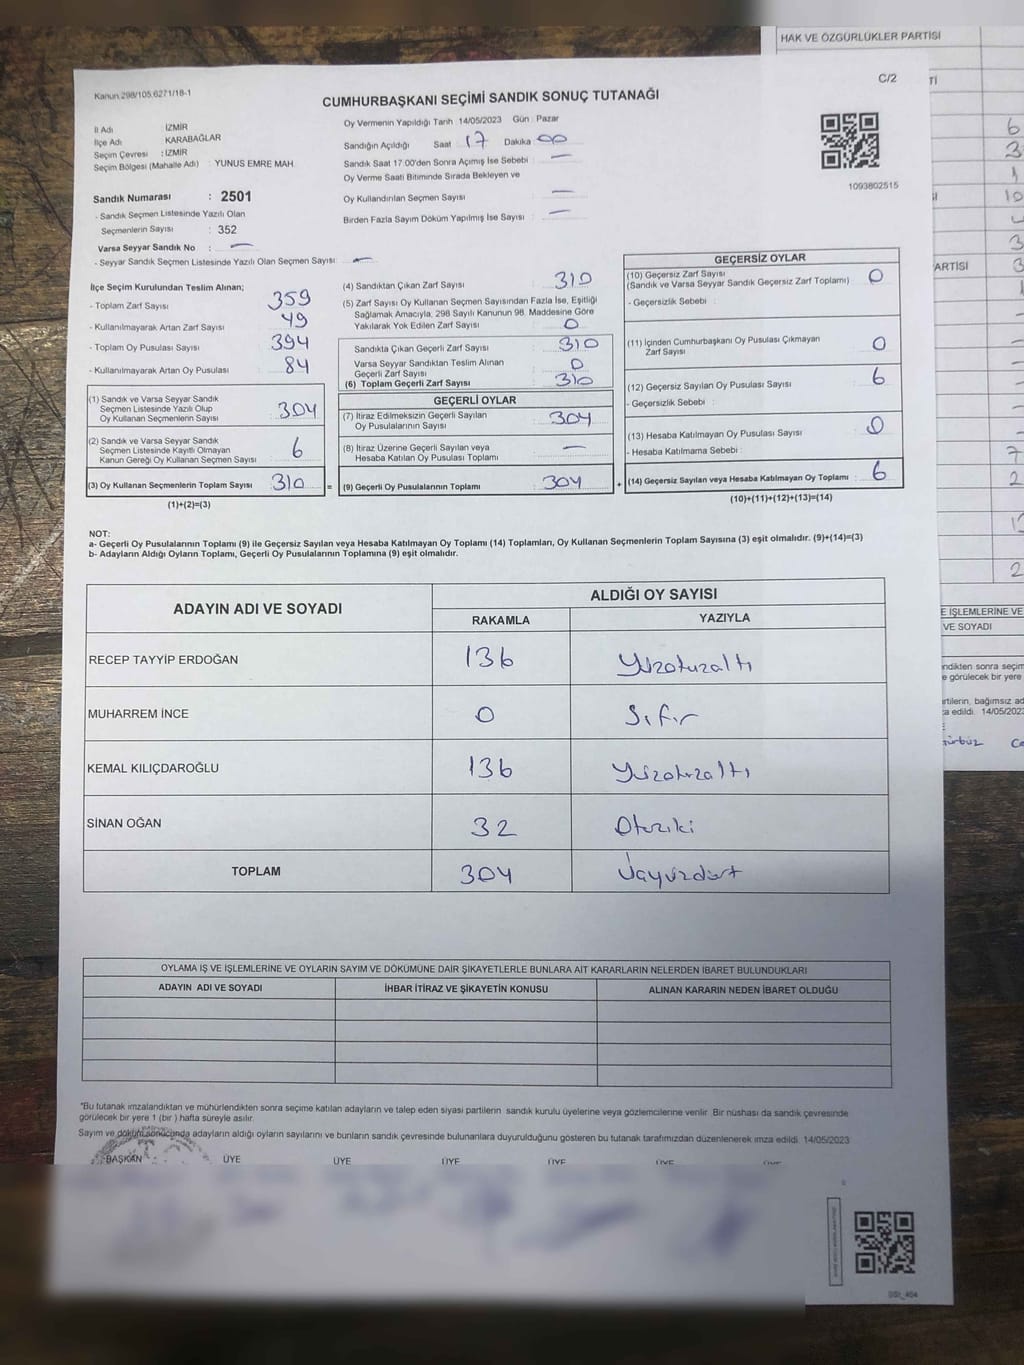 HAK VE ÖZGÜRLÜKLER PARTİSİ
C/2
Kanun 298/105.6271/18-1
CUMHURBAŞKANI SEÇİMİ SANDIK SONUÇ TUTANAĞI
İl Adı : İZMİR
İlçe Adı : KARABAĞLAR
Seçim Çevresi : İZMİR
Seçim Bölgesi (Mahalle Adı) : YUNUS EMRE MAH.
Sandık Numarası : 2501
- Sandık Seçmen Listesinde Yazılı Olan
Seçmenlerin Sayısı : 352
Varsa Seyyar Sandık No : —
- Seyyar Sandık Seçmen Listesinde Yazılı Olan Seçmen Sayısı : —
Oy Vermenin Yapıldığı Tarih 14/05/2023 Gün : Pazar
Sandığın Açıldığı Saat 17 Dakika 00
Sandık Saat 17.00'den Sonra Açımış İse Sebebi —
Oy Verme Saati Bitiminde Sırada Bekleyen ve
Oy Kullandırılan Seçmen Sayısı : —
Birden Fazla Sayım Döküm Yapılmış İse Sayısı : —
1093802515
İlçe Seçim Kurulundan Teslim Alınan;
- Toplam Zarf Sayısı : 359
- Kullanılmayarak Artan Zarf Sayısı : 49
- Toplam Oy Pusulası Sayısı : 394
- Kullanılmayarak Artan Oy Pusulası : 84
(1) Sandık ve Varsa Seyyar Sandık
Seçmen Listesinde Yazılı Olup
Oy Kullanan Seçmenlerin Sayısı : 304
(2) Sandık ve Varsa Seyyar Sandık
Seçmen Listesinde Kayıtlı Olmayan
Kanun Gereği Oy Kullanan Seçmen Sayısı : 6
(3) Oy Kullanan Seçmenlerin Toplam Sayısı : 310 =
(1)+(2)=(3)
(4) Sandıktan Çıkan Zarf Sayısı : 310
(5) Zarf Sayısı Oy Kullanan Seçmen Sayısından Fazla İse, Eşitliği
Sağlamak Amacıyla, 298 Sayılı Kanunun 98. Maddesine Göre
Yakılarak Yok Edilen Zarf Sayısı : 0
Sandıkta Çıkan Geçerli Zarf Sayısı : 310
Varsa Seyyar Sandıktan Teslim Alınan
Geçerli Zarf Sayısı : 0
(6) Toplam Geçerli Zarf Sayısı : 310
GEÇERLİ OYLAR
(7) İtiraz Edilmeksizin Geçerli Sayılan
Oy Pusulalarının Sayısı : 304
(8) İtiraz Üzerine Geçerli Sayılan veya
Hesaba Katılan Oy Pusulası Toplamı : —
(9) Geçerli Oy Pusulalarının Toplamı : 304 +
GEÇERSİZ OYLAR
(10) Geçersiz Zarf Sayısı
(Sandık ve Varsa Seyyar Sandık Geçersiz Zarf Toplamı) : 0
- Geçersizlik Sebebi :
(11) İçinden Cumhurbaşkanı Oy Pusulası Çıkmayan
Zarf Sayısı : 0
(12) Geçersiz Sayılan Oy Pusulası Sayısı : 6
- Geçersizlik Sebebi :
(13) Hesaba Katılmayan Oy Pusulası Sayısı : 0
- Hesaba Katılmama Sebebi :
(14) Geçersiz Sayılan veya Hesaba Katılmayan Oy Toplamı : 6
(10)+(11)+(12)+(13)=(14)
NOT:
a- Geçerli Oy Pusulalarının Toplamı (9) ile Geçersiz Sayılan veya Hesaba Katılmayan Oy Toplamı (14) Toplamları, Oy Kullanan Seçmenlerin Toplam Sayısına (3) eşit olmalıdır. (9)+(14)=(3)
b- Adayların Aldığı Oyların Toplamı, Geçerli Oy Pusulalarının Toplamına (9) eşit olmalıdır.
ADAYIN ADI VE SOYADI ALDIĞI OY SAYISI
RAKAMLA YAZIYLA
RECEP TAYYİP ERDOĞAN 136 Yüzotuzaltı
MUHARREM İNCE 0 Sıfır
KEMAL KILIÇDAROĞLU 136 Yüzotuzaltı
SİNAN OĞAN 32 Otuziki
TOPLAM 304 Üçyüzdört
OYLAMA İŞ VE İŞLEMLERİNE VE OYLARIN SAYIM VE DÖKÜMÜNE DAİR ŞİKAYETLERLE BUNLARA AİT KARARLARIN NELERDEN İBARET BULUNDUKLARI
ADAYIN ADI VE SOYADI İHBAR İTİRAZ VE ŞİKAYETİN KONUSU ALINAN KARARIN NEDEN İBARET OLDUĞU
*Bu tutanak imzalandıktan ve mühürlendikten sonra seçime katılan adayların ve talep eden siyasi partilerin sandık kurulu üyelerine veya gözlemcilerine verilir. Bir nüshası da sandık çevresinde
görülecek bir yere 1 (bir) hafta süreyle asılır.
Sayım ve döküm sonucunda adayların aldığı oyların sayılarını ve bunların sandık çevresinde bulunanlara duyurulduğunu gösteren bu tutanak tarafımızdan düzenlenerek imza edildi. 14/05/2023
BAŞKAN ÜYE ÜYE ÜYE ÜYE ÜYE ÜYE
ARTİSİ
E İŞLEMLERİNE VE
VE SOYADI
ndikten sonra seçim
e görülecek bir yere
artilerin, bağımsız ad
za edildi. 14/05/2023